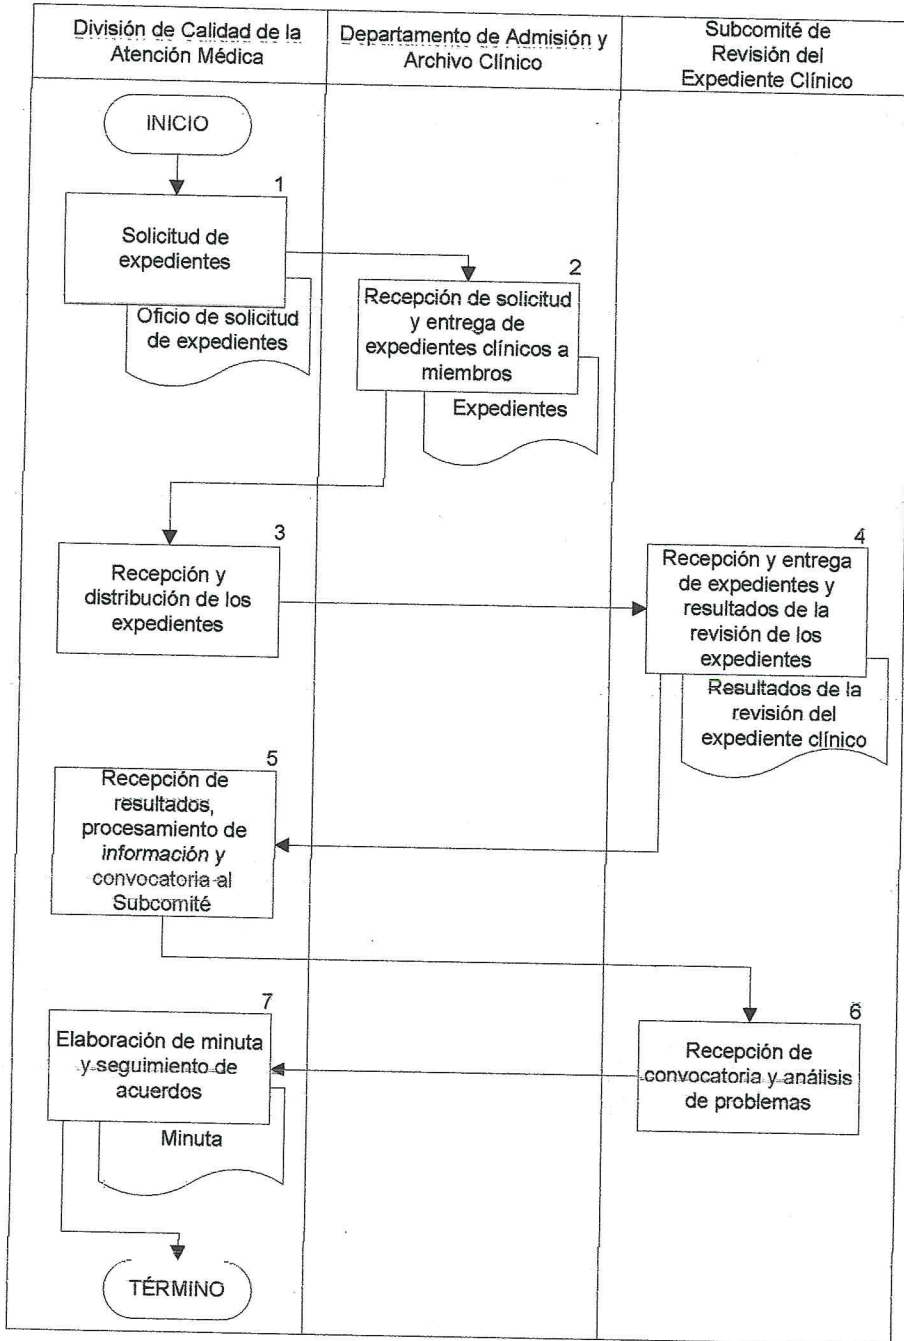 División de Calidad de la
Atención Médica
Departamento de Admisión y
Archivo Clínico
Subcomité de
Revisión del
Expediente Clínico
INICIO
1
Solicitud de
expedientes
Oficio de solicitud
de expedientes
2
Recepción de solicitud
y entrega de
expedientes clínicos a
miembros
Expedientes
3
Recepción y
distribución de los
expedientes
4
Recepción y entrega
de expedientes y
resultados de la
revisión de los
expedientes
Resultados de la
revisión del
expediente clínico
5
Recepción de
resultados,
procesamiento de
información y
convocatoria al
Subcomité
6
Recepción de
convocatoria y análisis
de problemas
7
Elaboración de minuta
y seguimiento de
acuerdos
Minuta
TÉRMINO